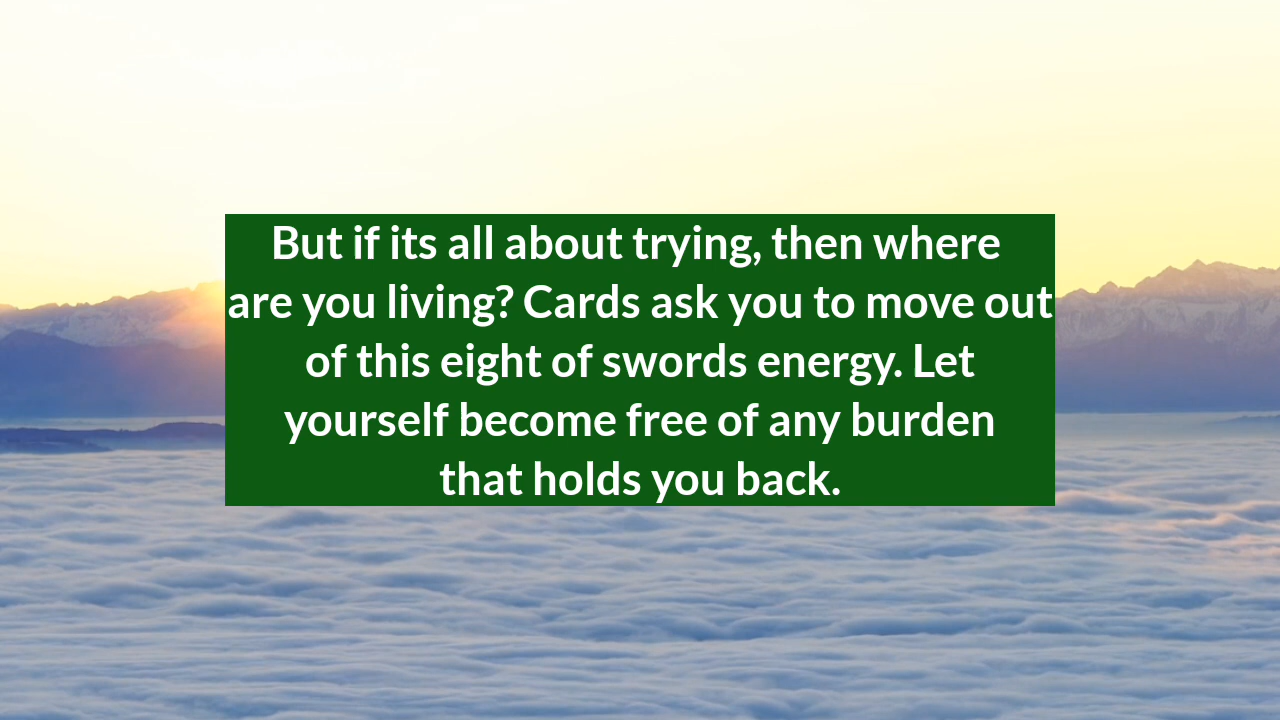 But if its all about trying, then where
are you living? Cards ask you to move out
of this eight of swords energy. Let
yourself become free of any burden
that holds you back.